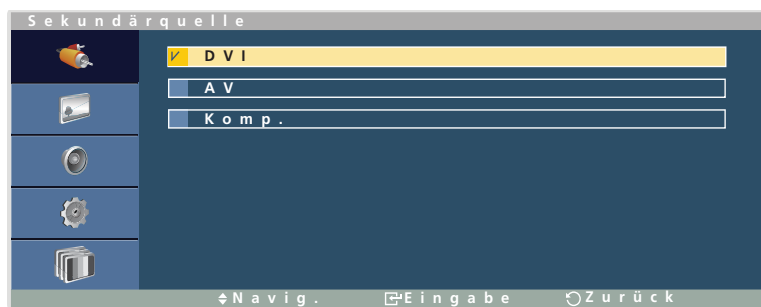 Sekundärquelle
DVI
AV
Komp.
Navig. Eingabe Zurück